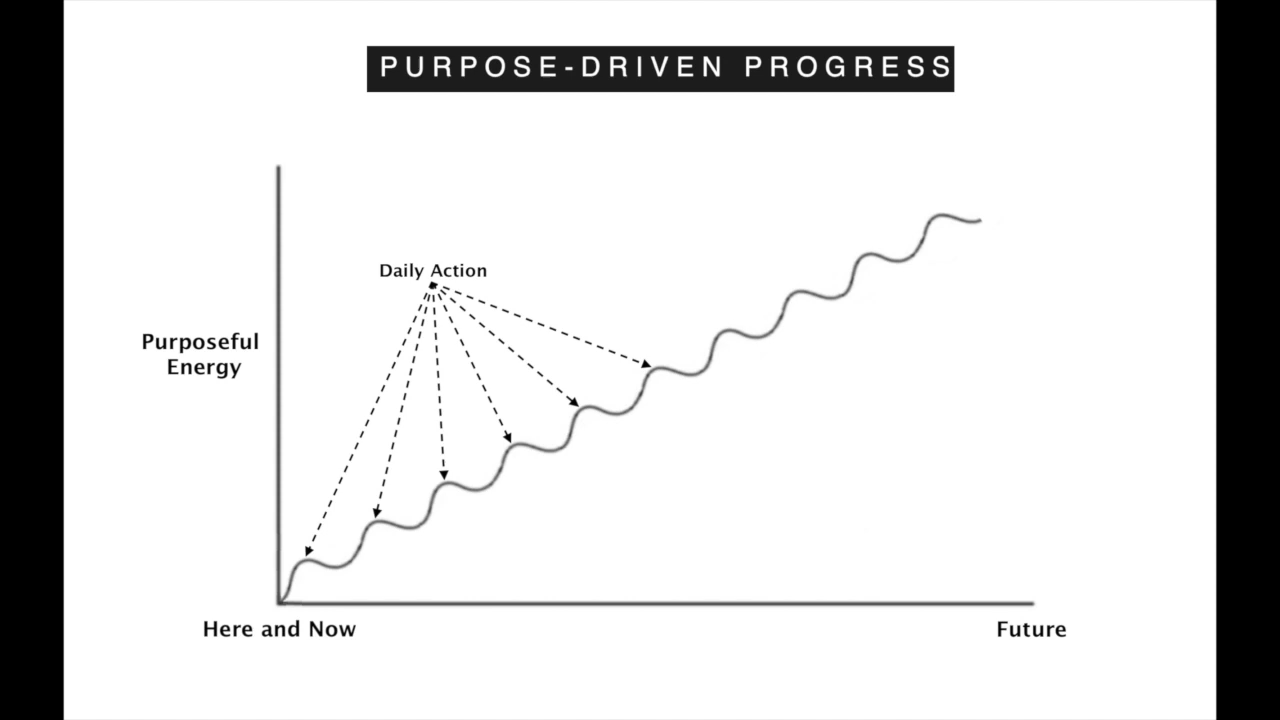 PURPOSE-DRIVEN PROGRESS
Daily Action
Purposeful
Energy
Here and Now
Future